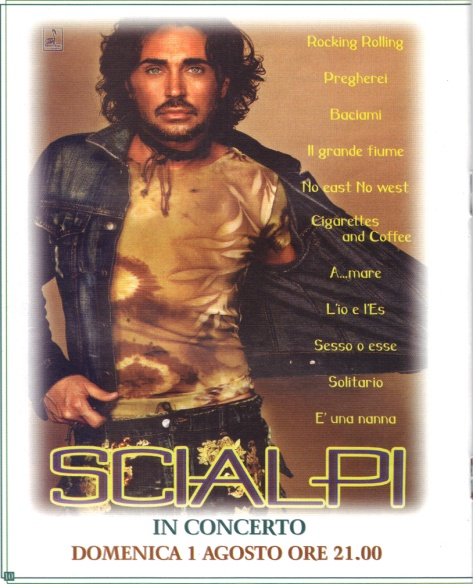 Rocking Rolling
Pregherei
Baciami
Il grande fiume
No east No west
Cigarettes
and Coffee
A...mare
L'io e l'Es
Sesso o esse
Solitario
E' una nanna
SCIALPI
IN CONCERTO
DOMENICA 1 AGOSTO ORE 21.00
10